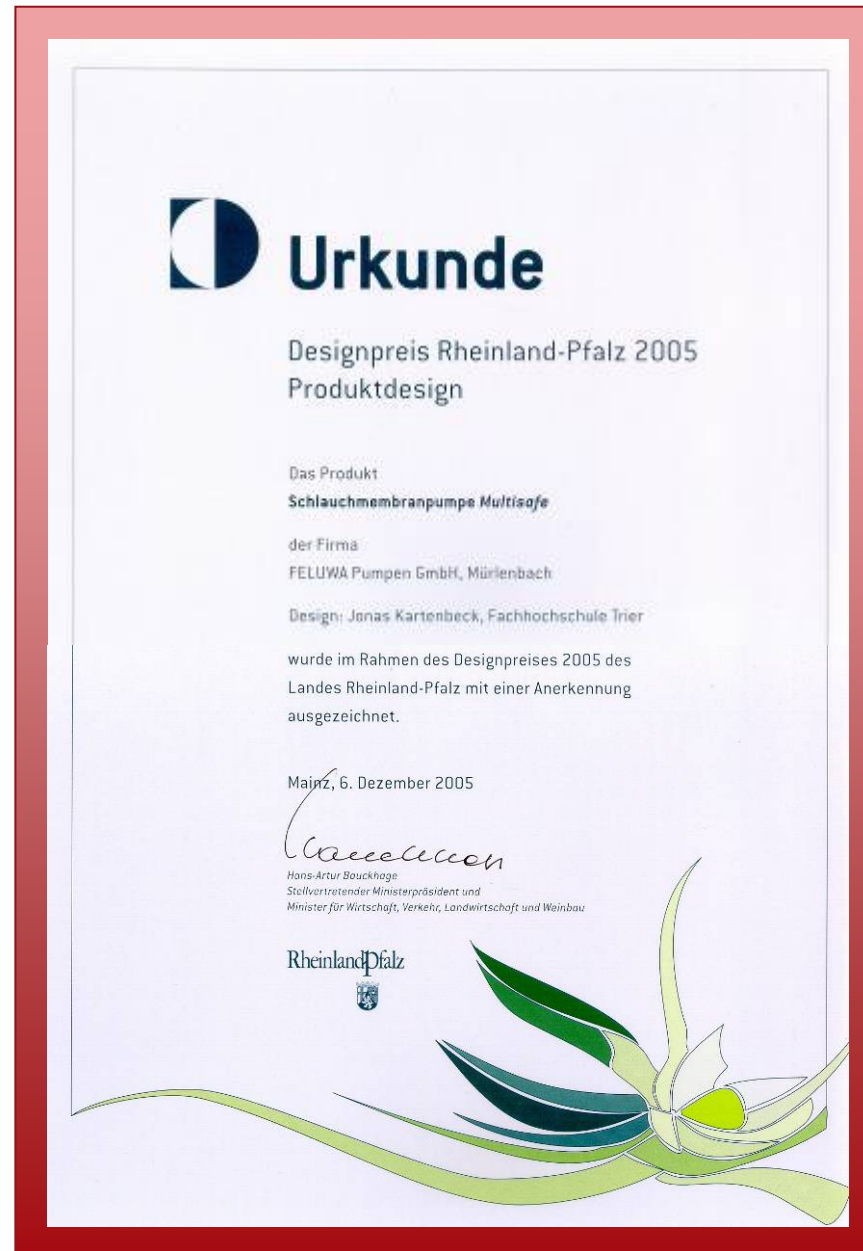 Urkunde
Designpreis Rheinland-Pfalz 2005
Produktdesign
Das Produkt
Schlauchmembranpumpe Multisafe
der Firma
FELUWA Pumpen GmbH, Mürlenbach
Design: Jonas Kartenbeck, Fachhochschule Trier
wurde im Rahmen des Designpreises 2005 des
Landes Rheinland-Pfalz mit einer Anerkennung
ausgezeichnet.
Mainz, 6. Dezember 2005
Hans-Artur Bauckhage
Stellvertretender Ministerpräsident und
Minister für Wirtschaft, Verkehr, Landwirtschaft und Weinbau
RheinlandPfalz